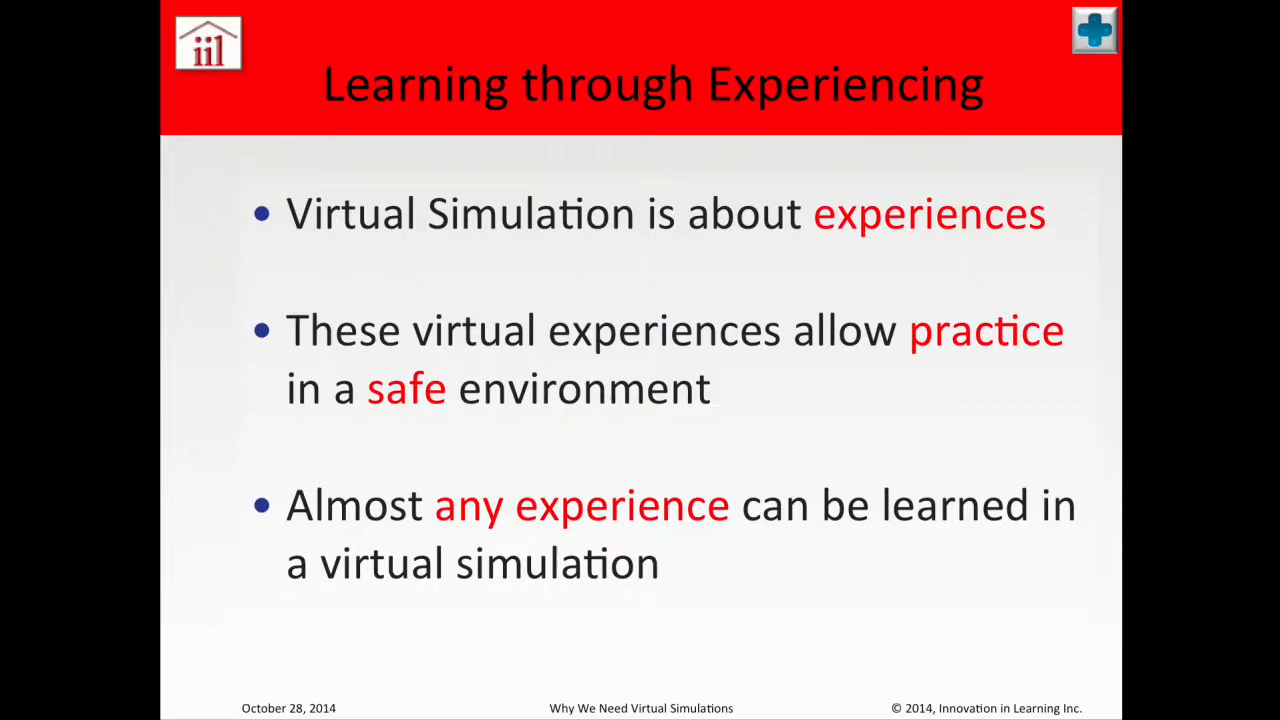 iil
Learning through Experiencing
• Virtual Simulation is about experiences
• These virtual experiences allow practice
in a safe environment
• Almost any experience can be learned in
a virtual simulation
October 28, 2014 Why We Need Virtual Simulations © 2014, Innovation in Learning Inc.